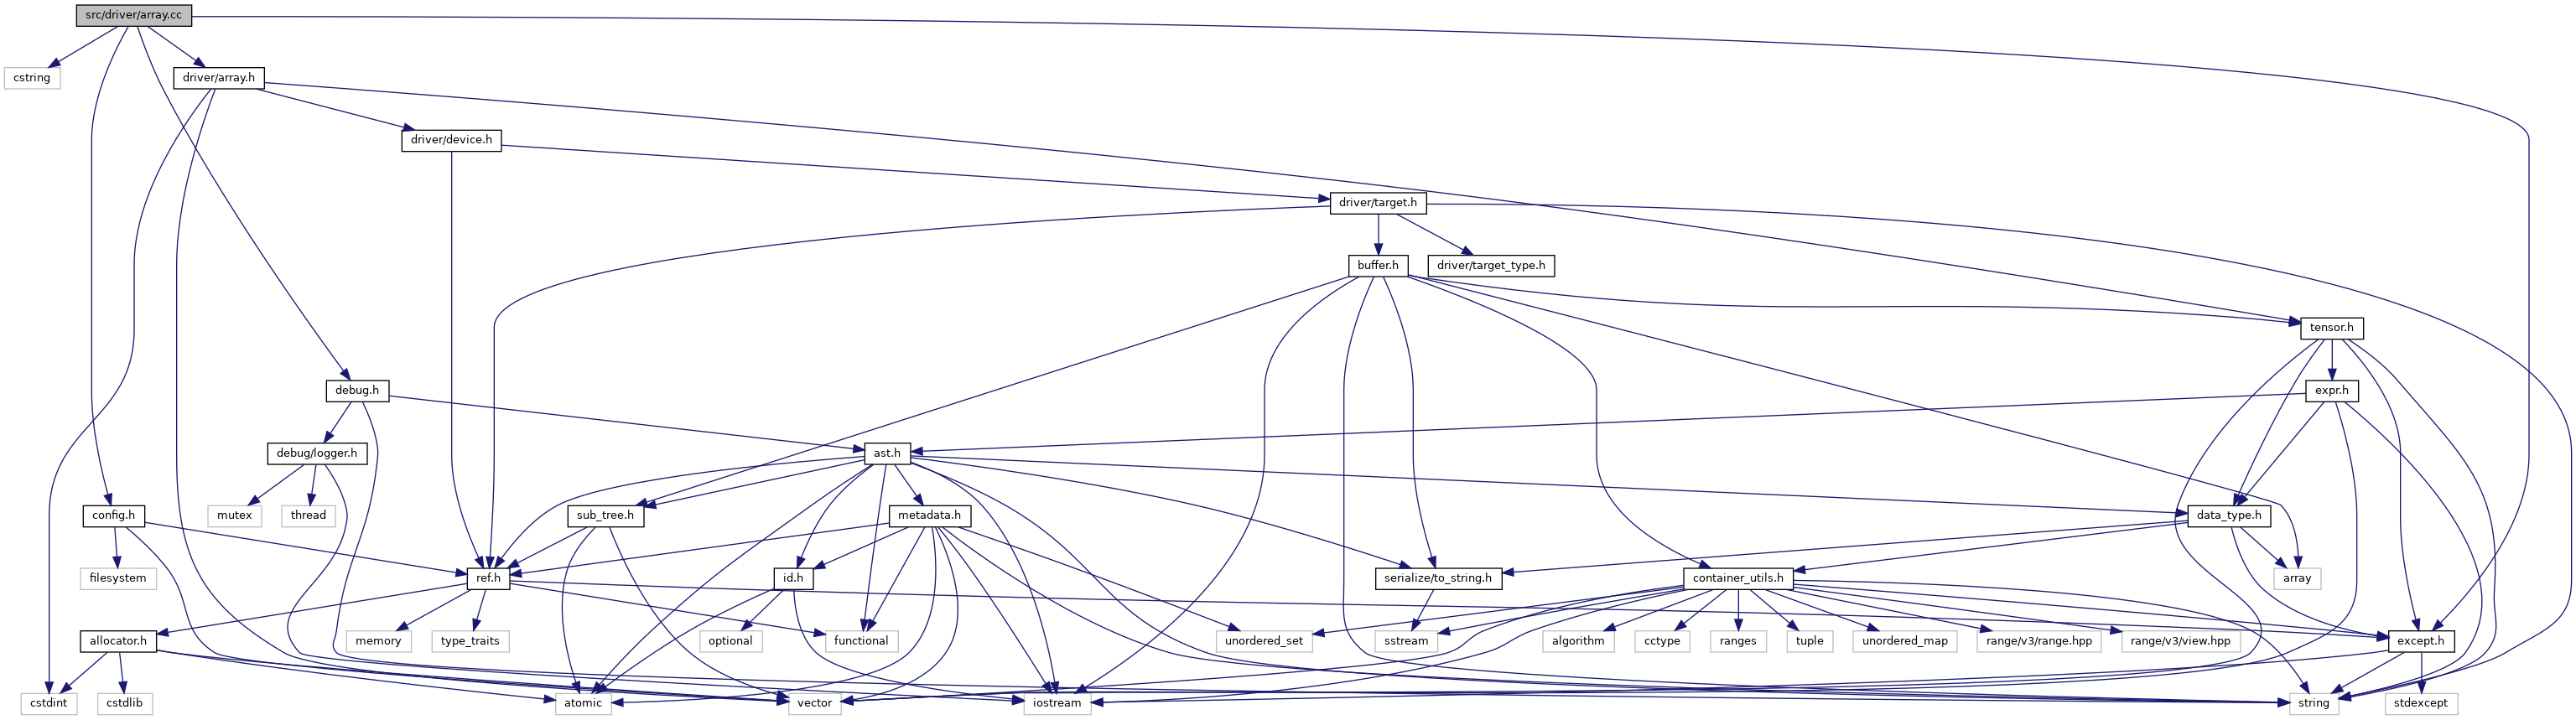 src/driver/array.cc
cstring
driver/array.h
driver/device.h
driver/target.h
buffer.h
driver/target_type.h
tensor.h
debug.h
expr.h
debug/logger.h
ast.h
mutex
thread
config.h
sub_tree.h
metadata.h
data_type.h
filesystem
ref.h
id.h
serialize/to_string.h
container_utils.h
array
allocator.h
memory
type_traits
optional
functional
unordered_set
sstream
algorithm
cctype
ranges
tuple
unordered_map
range/v3/range.hpp
range/v3/view.hpp
except.h
cstdint
cstdlib
atomic
vector
iostream
string
stdexcept